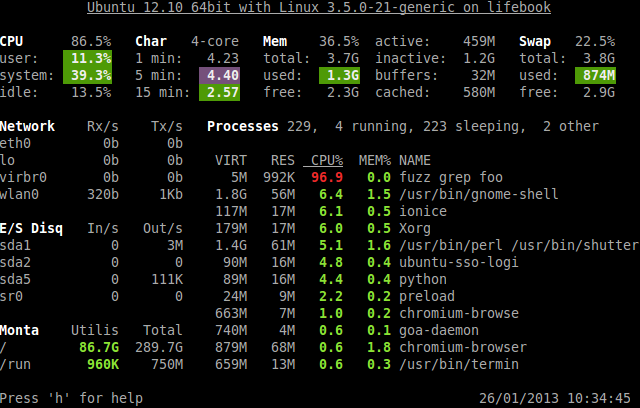 Ubuntu 12.10 64bit with Linux 3.5.0-21-generic on lifebook
CPU 86.5% Char 4-core Mem 36.5% active: 459M Swap 22.5%
user: 11.3% 1 min: 4.23 total: 3.7G inactive: 1.2G total: 3.8G
system: 39.3% 5 min: 4.40 used: 1.3G buffers: 32M used: 874M
idle: 13.5% 15 min: 2.57 free: 2.3G cached: 580M free: 2.9G
Network Rx/s Tx/s Processes 229, 4 running, 223 sleeping, 2 other
eth0 0b 0b
lo 0b 0b VIRT RES CPU% MEM% NAME
virbr0 0b 0b 5M 992K 96.9 0.0 fuzz grep foo
wlan0 320b 1Kb 1.8G 56M 6.4 1.5 /usr/bin/gnome-shell
117M 17M 6.1 0.5 ionice
E/S Disq In/s Out/s 179M 17M 6.0 0.5 Xorg
sda1 0 3M 1.4G 61M 5.1 1.6 /usr/bin/perl /usr/bin/shutter
sda2 0 0 90M 16M 4.8 0.4 ubuntu-sso-logi
sda5 0 111K 89M 16M 4.4 0.4 python
sr0 0 0 24M 9M 2.2 0.2 preload
663M 7M 1.0 0.2 chromium-browse
Monta Utilis Total 740M 4M 0.6 0.1 goa-daemon
/ 86.7G 289.7G 879M 68M 0.6 1.8 chromium-browser
/run 960K 750M 659M 13M 0.6 0.3 /usr/bin/termin
Press 'h' for help 26/01/2013 10:34:45